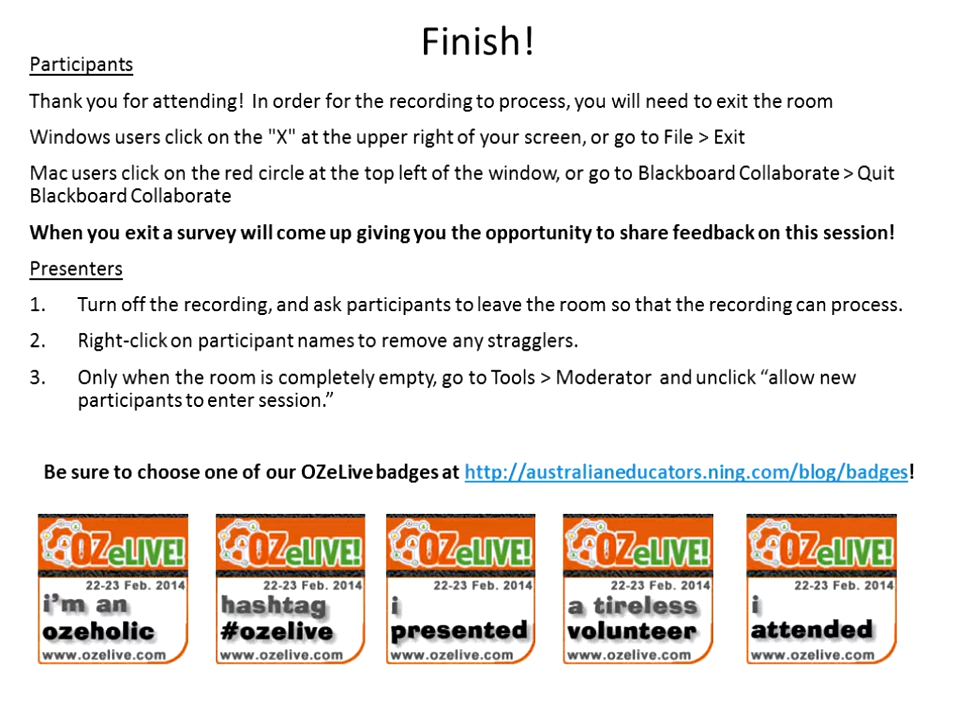 Finish!
Participants
Thank you for attending! In order for the recording to process, you will need to exit the room
Windows users click on the "X" at the upper right of your screen, or go to File > Exit
Mac users click on the red circle at the top left of the window, or go to Blackboard Collaborate > Quit
Blackboard Collaborate
When you exit a survey will come up giving you the opportunity to share feedback on this session!
Presenters
1. Turn off the recording, and ask participants to leave the room so that the recording can process.
2. Right-click on participant names to remove any stragglers.
3. Only when the room is completely empty, go to Tools > Moderator and unclick “allow new
participants to enter session.”
Be sure to choose one of our OZeLive badges at http://australianeducators.ning.com/blog/badges!
OZeLIVE!
22-23 Feb. 2014
i'm an
ozeholic
www.ozelive.com
OZeLIVE!
22-23 Feb. 2014
hashtag
#ozelive
www.ozelive.com
OZeLIVE!
22-23 Feb. 2014
i
presented
www.ozelive.com
OZeLIVE!
22-23 Feb. 2014
a tireless
volunteer
www.ozelive.com
OZeLIVE!
22-23 Feb. 2014
i
attended
www.ozelive.com